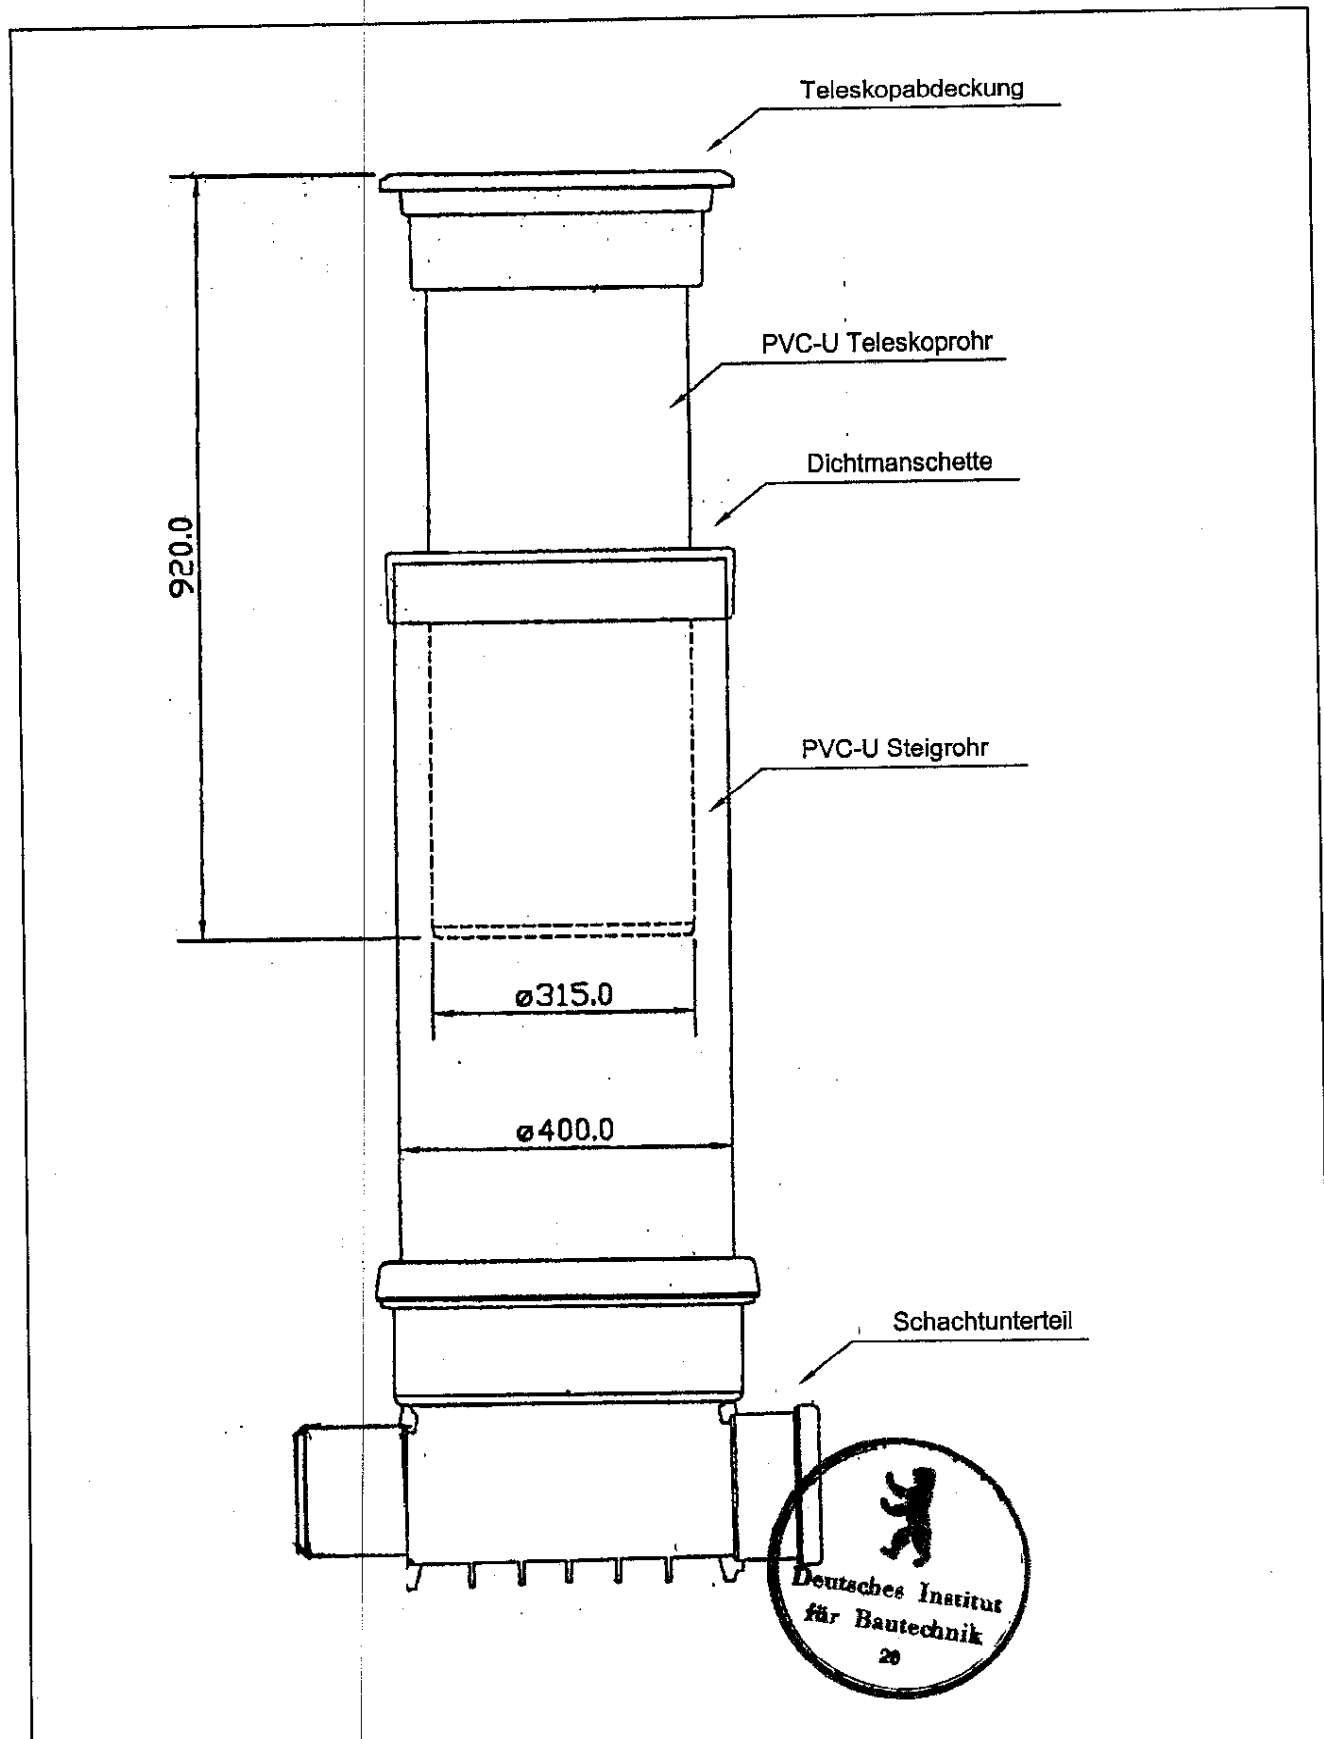 Teleskopabdeckung
PVC-U Teleskoprohr
Dichtmanschette
920.0
PVC-U Steigrohr
ø315.0
ø400.0
Schachtunterteil
Deutsches Institut
für Bautechnik
20